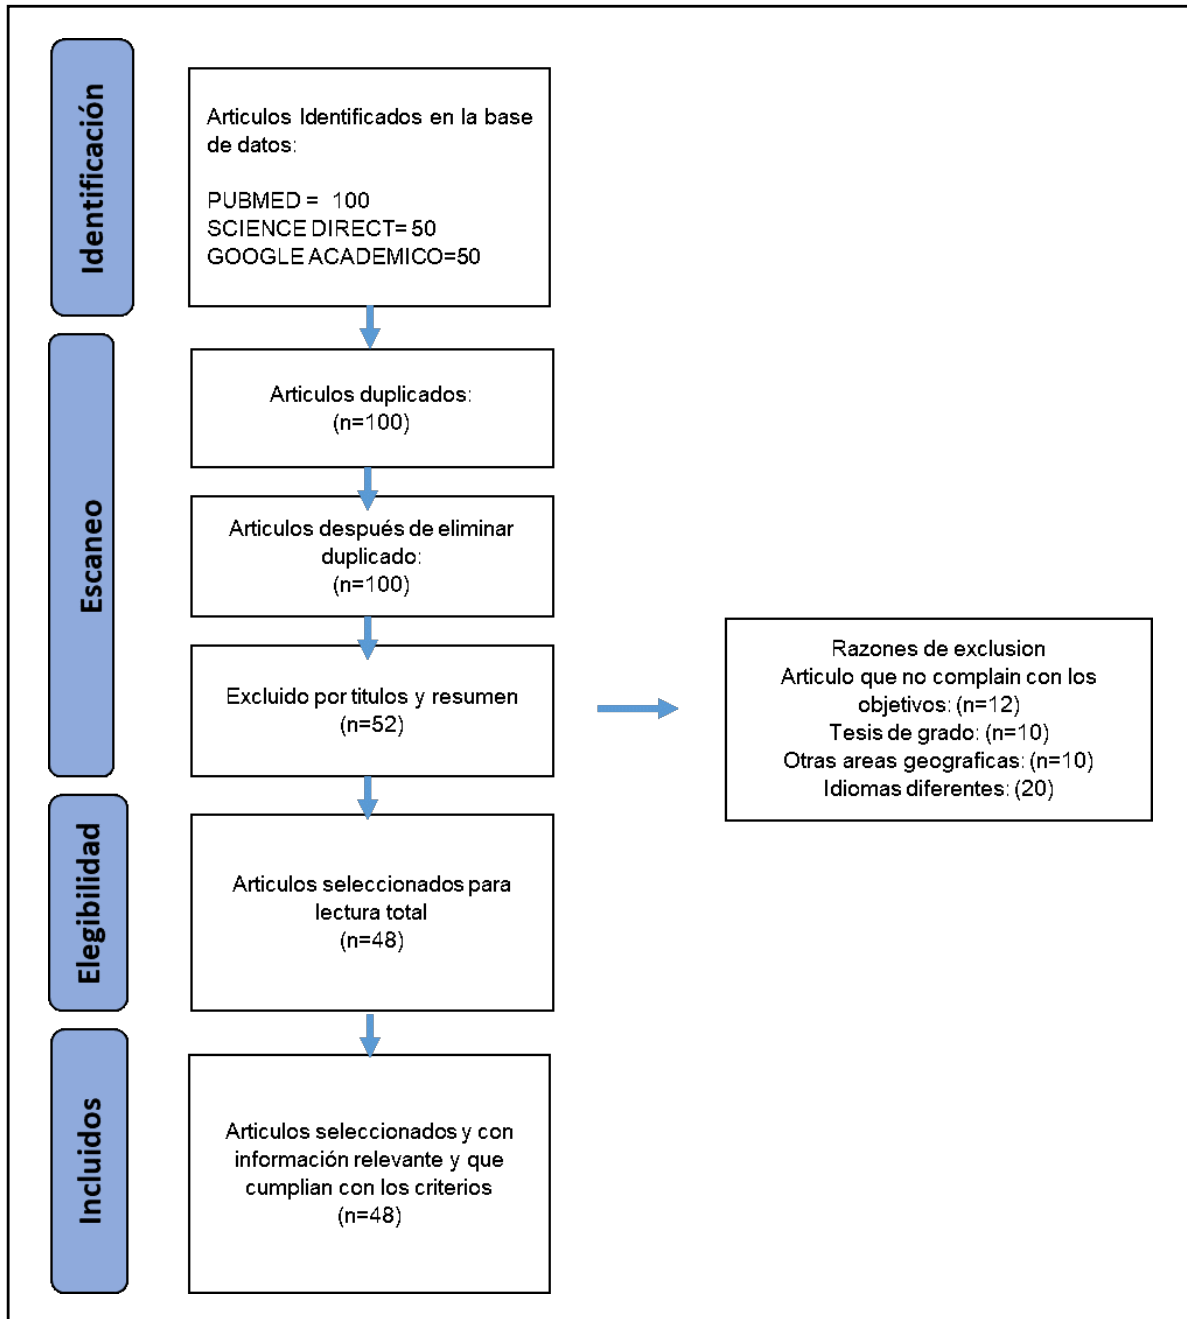 Identificación
Articulos Identificados en la base
de datos:
PUBMED = 100
SCIENCE DIRECT= 50
GOOGLE ACADEMICO=50
Escaneo
Articulos duplicados:
(n=100)
Articulos después de eliminar
duplicado:
(n=100)
Excluido por titulos y resumen
(n=52)
Razones de exclusion
Articulo que no complain con los
objetivos: (n=12)
Tesis de grado: (n=10)
Otras areas geograficas: (n=10)
Idiomas diferentes: (20)
Elegibilidad
Articulos seleccionados para
lectura total
(n=48)
Incluidos
Articulos seleccionados y con
información relevante y que
cumplian con los criterios
(n=48)